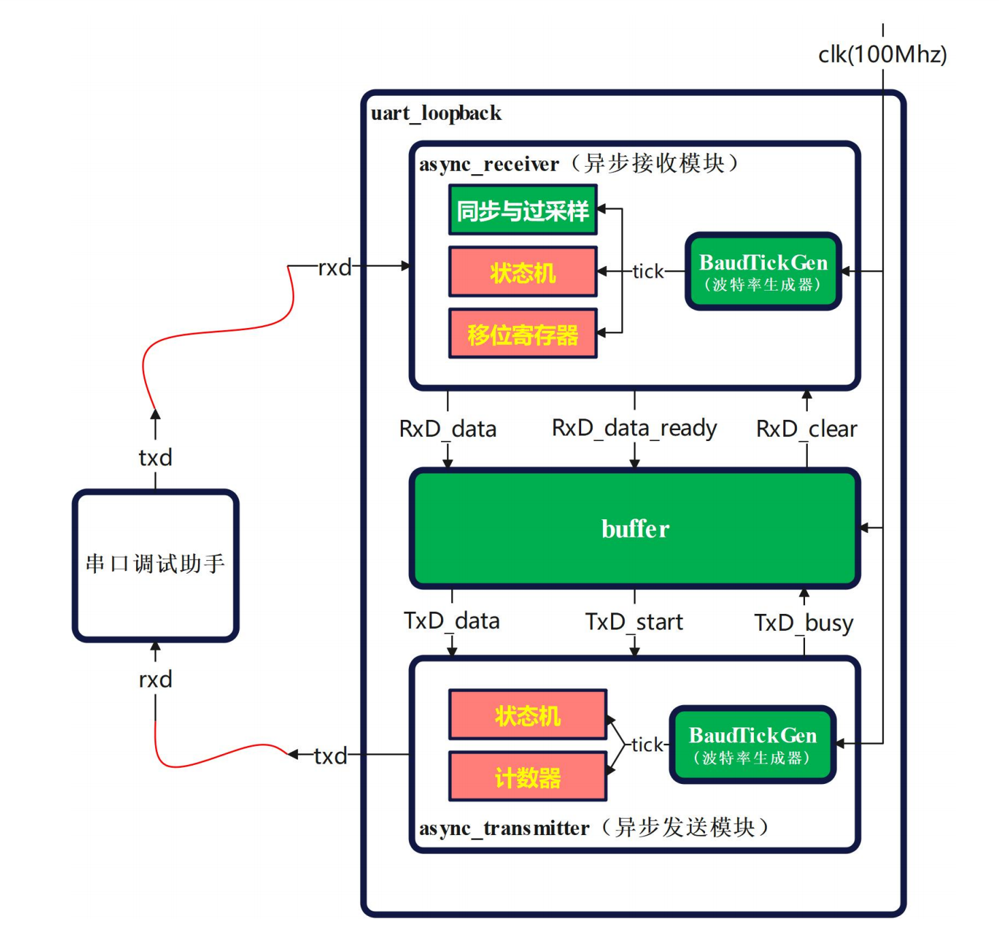 clk(100Mhz)
uart_loopback
async_receiver（异步接收模块）
同步与过采样
状态机
移位寄存器
tick
BaudTickGen
（波特率生成器）
rxd
RxD_data
RxD_data_ready
RxD_clear
txd
串口调试助手
buffer
TxD_data
TxD_start
TxD_busy
rxd
状态机
计数器
tick
BaudTickGen
（波特率生成器）
txd
async_transmitter（异步发送模块）